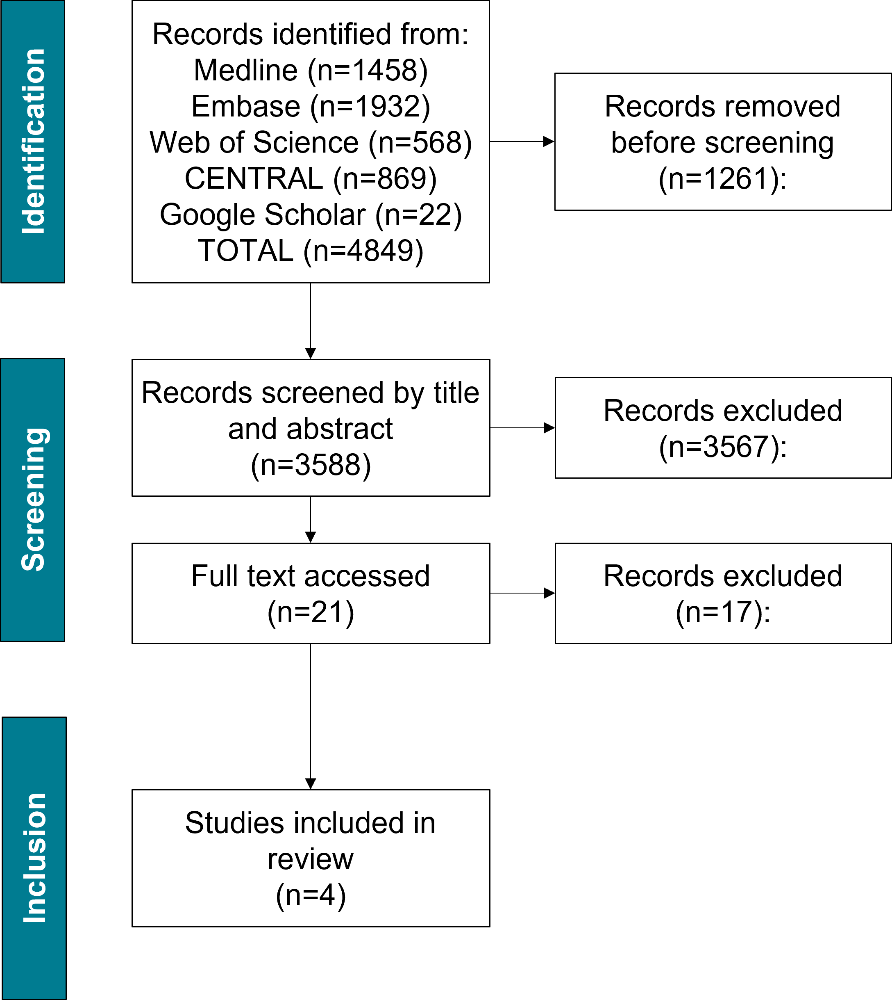 Identification
Records identified from:
Medline (n=1458)
Embase (n=1932)
Web of Science (n=568)
CENTRAL (n=869)
Google Scholar (n=22)
TOTAL (n=4849)
Records removed
before screening
(n=1261):
Screening
Records screened by title
and abstract
(n=3588)
Records excluded
(n=3567):
Full text accessed
(n=21)
Records excluded
(n=17):
Inclusion
Studies included in
review
(n=4)